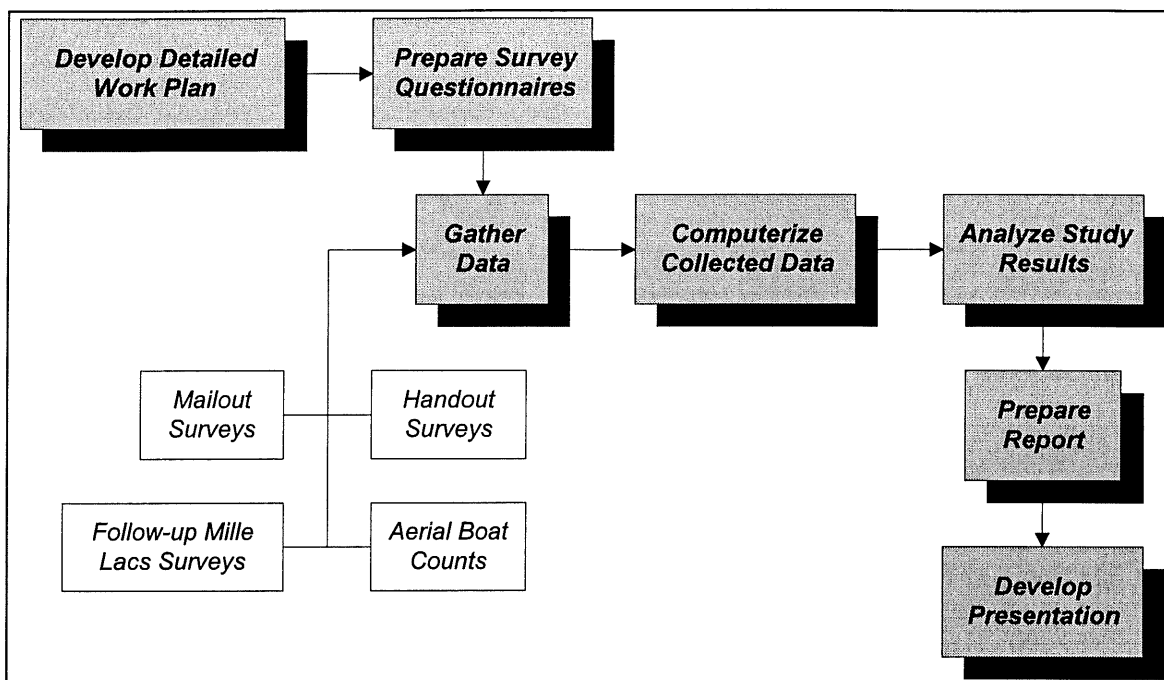 Develop Detailed
Work Plan
Prepare Survey
Questionnaires
Gather
Data
Computerize
Collected Data
Analyze Study
Results
Mailout
Surveys
Handout
Surveys
Prepare
Report
Follow-up Mille
Lacs Surveys
Aerial Boat
Counts
Develop
Presentation